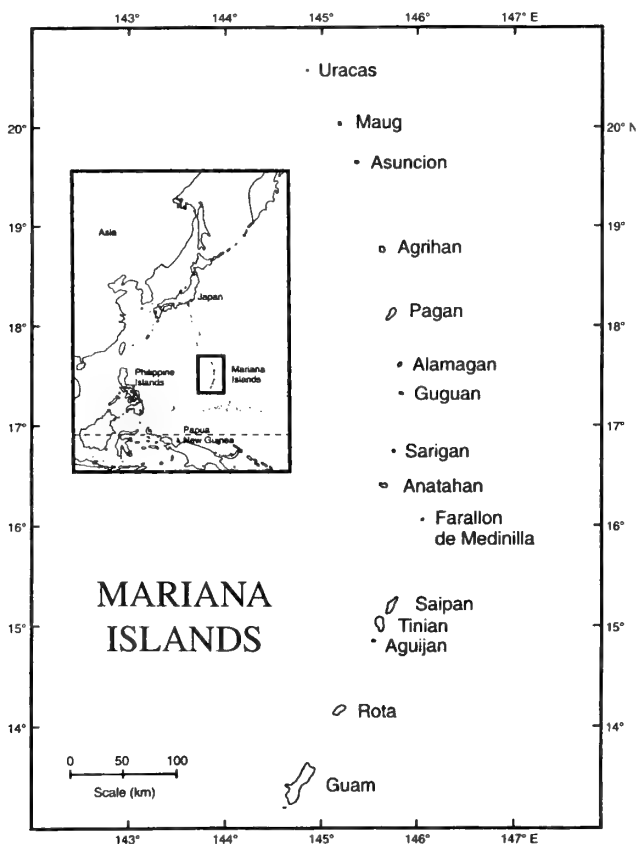 143° 144° 145° 146° 147° E
Uracas
Maug
20° 20° N
Asuncion
Asia
19° 19°
Agrihan
Japan
Pagan
18° 18°
Philippine
Islands
Mariana
Islands
Alamagan
Guguan
17° 17°
Papua
New Guinea
Sarigan
Anatahan
Farallon
de Medinilla
16° 16°
MARIANA
ISLANDS
Saipan
15° 15°
Tinian
Aguijan
Rota
14° 14°
0 50 100
Scale (km)
Guam
143° 144° 145° 146° 147° E